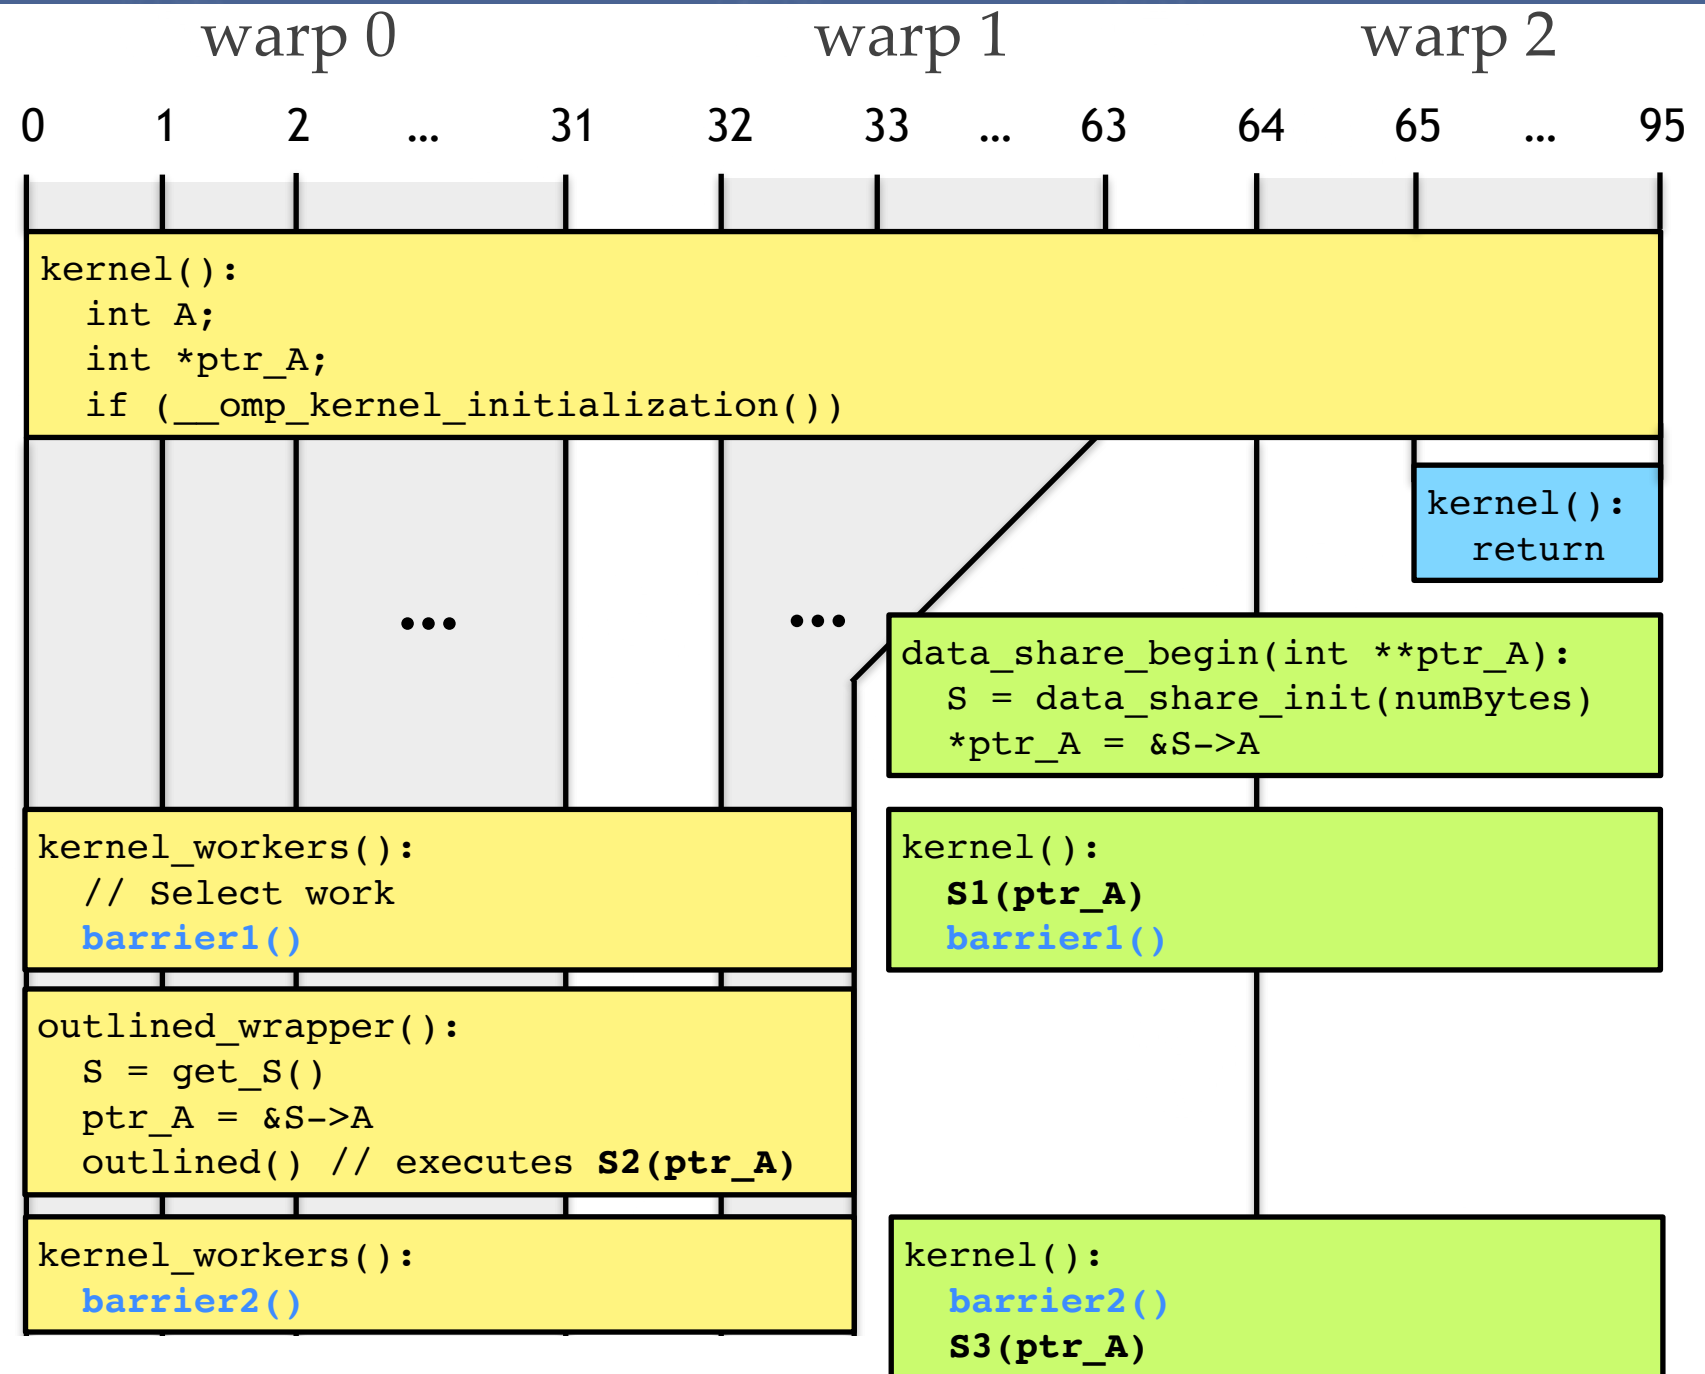 warp 0 warp 1 warp 2
0 1 2 … 31 32 33 … 63 64 65 … 95
kernel():
int A;
int *ptr_A;
if (__omp_kernel_initialization())
kernel():
return
...
...
data_share_begin(int **ptr_A):
S = data_share_init(numBytes)
*ptr_A = &S->A
kernel_workers():
// Select work
barrier1()
kernel():
S1(ptr_A)
barrier1()
outlined_wrapper():
S = get_S()
ptr_A = &S->A
outlined() // executes S2(ptr_A)
kernel_workers():
barrier2()
kernel():
barrier2()
S3(ptr_A)